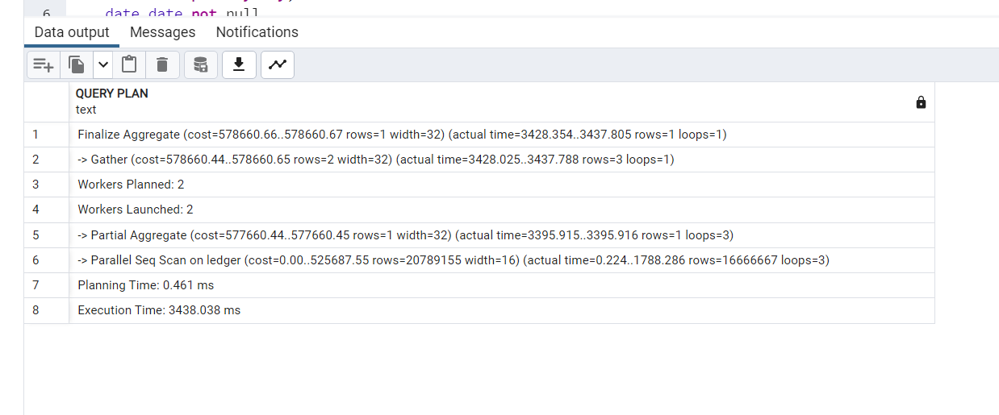 6 date date not null
Data output Messages Notifications
QUERY PLAN
text
1 Finalize Aggregate (cost=578660.66..578660.67 rows=1 width=32) (actual time=3428.354..3437.805 rows=1 loops=1)
2 -> Gather (cost=578660.44..578660.65 rows=2 width=32) (actual time=3428.025..3437.788 rows=3 loops=1)
3 Workers Planned: 2
4 Workers Launched: 2
5 -> Partial Aggregate (cost=577660.44..577660.45 rows=1 width=32) (actual time=3395.915..3395.916 rows=1 loops=3)
6 -> Parallel Seq Scan on ledger (cost=0.00..525687.55 rows=20789155 width=16) (actual time=0.224..1788.286 rows=16666667 loops=3)
7 Planning Time: 0.461 ms
8 Execution Time: 3438.038 ms